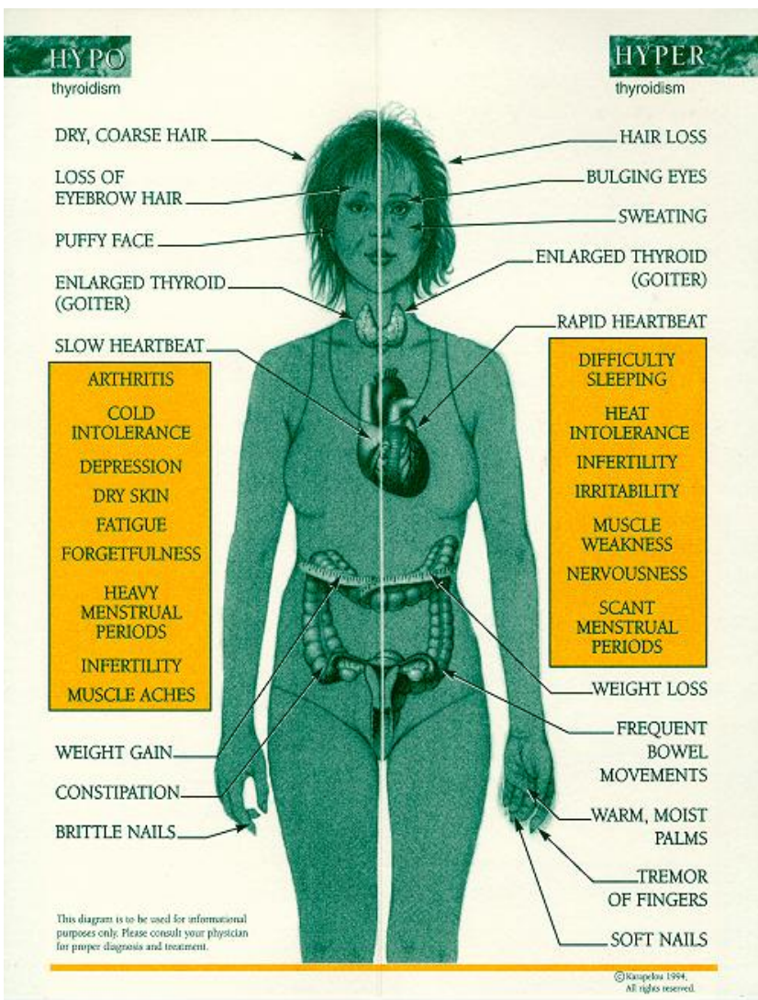 HYPO
thyroidism
DRY, COARSE HAIR
LOSS OF
EYEBROW HAIR
PUFFY FACE
ENLARGED THYROID
(GOITER)
SLOW HEARTBEAT
ARTHRITIS
COLD
INTOLERANCE
DEPRESSION
DRY SKIN
FATIGUE
FORGETFULNESS
HEAVY
MENSTRUAL
PERIODS
INFERTILITY
MUSCLE ACHES
WEIGHT GAIN
CONSTIPATION
BRITTLE NAILS
This diagram is to be used for informational
purposes only. Please consult your physician
for proper diagnosis and treatment.
HYPER
thyroidism
HAIR LOSS
BULGING EYES
SWEATING
ENLARGED THYROID
(GOITER)
RAPID HEARTBEAT
DIFFICULTY
SLEEPING
HEAT
INTOLERANCE
INFERTILITY
IRRITABILITY
MUSCLE
WEAKNESS
NERVOUSNESS
SCANT
MENSTRUAL
PERIODS
WEIGHT LOSS
FREQUENT
BOWEL
MOVEMENTS
WARM, MOIST
PALMS
TREMOR
OF FINGERS
SOFT NAILS
© Karapelou 1994.
All rights reserved.